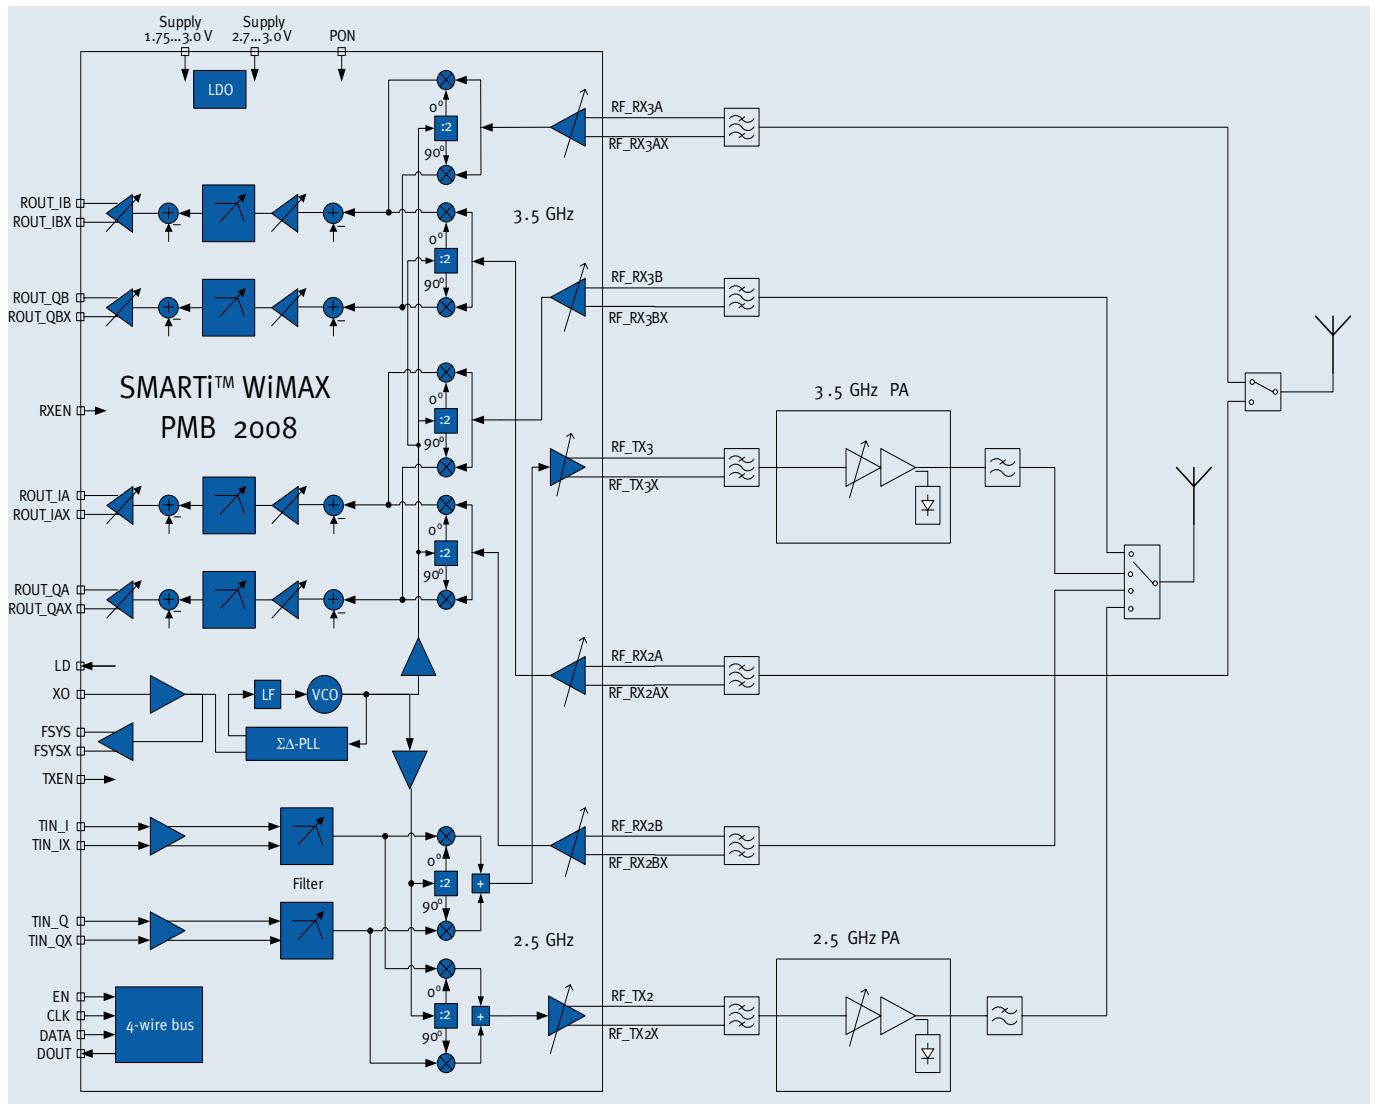 Supply
1.75...3.0 V
Supply
2.7...3.0 V
PON
LDO
0°
:2
90°
RF_RX3A
RF_RX3AX
ROUT_IB
ROUT_IBX
+
−
+
−
3.5 GHz
0°
:2
90°
ROUT_QB
ROUT_QBX
+
−
+
−
RF_RX3B
RF_RX3BX
SMARTi™ WiMAX
PMB 2008
RXEN
0°
:2
90°
3.5 GHz PA
RF_TX3
RF_TX3X
ROUT_IA
ROUT_IAX
+
−
+
−
0°
:2
90°
ROUT_QA
ROUT_QAX
+
−
+
−
LD
XO
LF
VCO
RF_RX2A
RF_RX2AX
FSYS
FSYSX
ΣΔ-PLL
TXEN
TIN_I
TIN_IX
Filter
0°
:2
90°
+
RF_RX2B
RF_RX2BX
TIN_Q
TIN_QX
2.5 GHz
2.5 GHz PA
EN
CLK
DATA
DOUT
4-wire bus
0°
:2
90°
+
RF_TX2
RF_TX2X